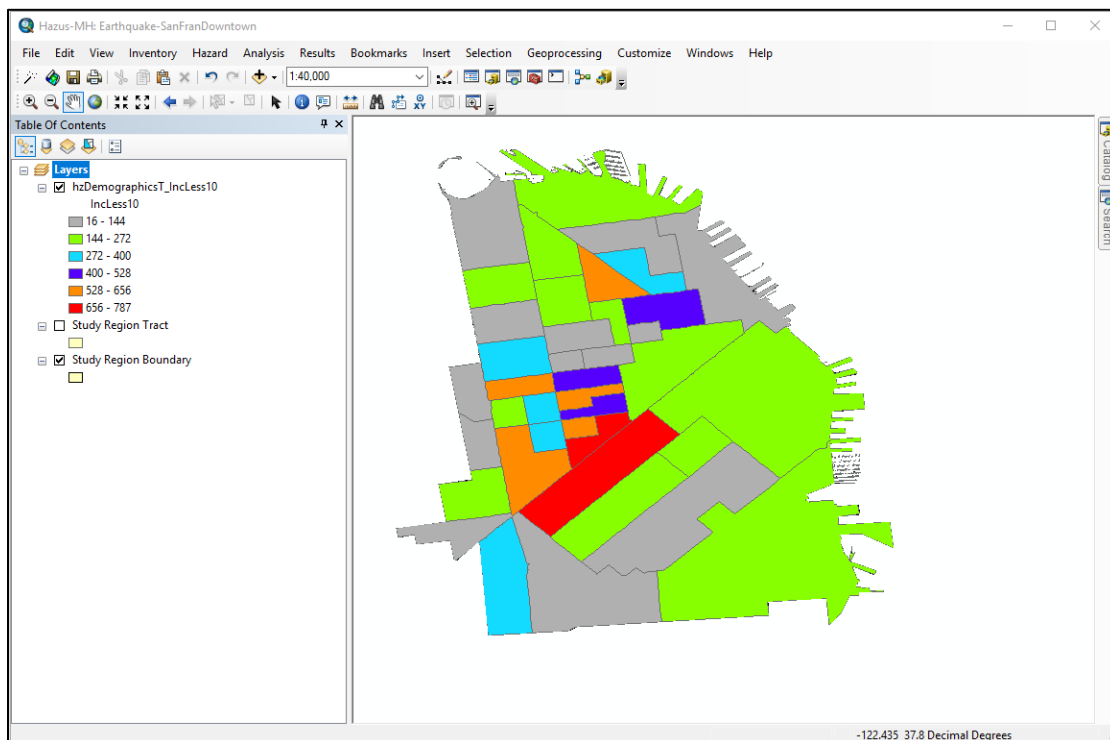 Hazus-MH: Earthquake-SanFranDowntown
File Edit View Inventory Hazard Analysis Results Bookmarks Insert Selection Geoprocessing Customize Windows Help
1:40,000
XY
Table Of Contents
Layers
hzDemographicsT_IncLess10
IncLess10
16 - 144
144 - 272
272 - 400
400 - 528
528 - 656
656 - 787
Study Region Tract
Study Region Boundary
Catalog
Search
-122.435 37.8 Decimal Degrees